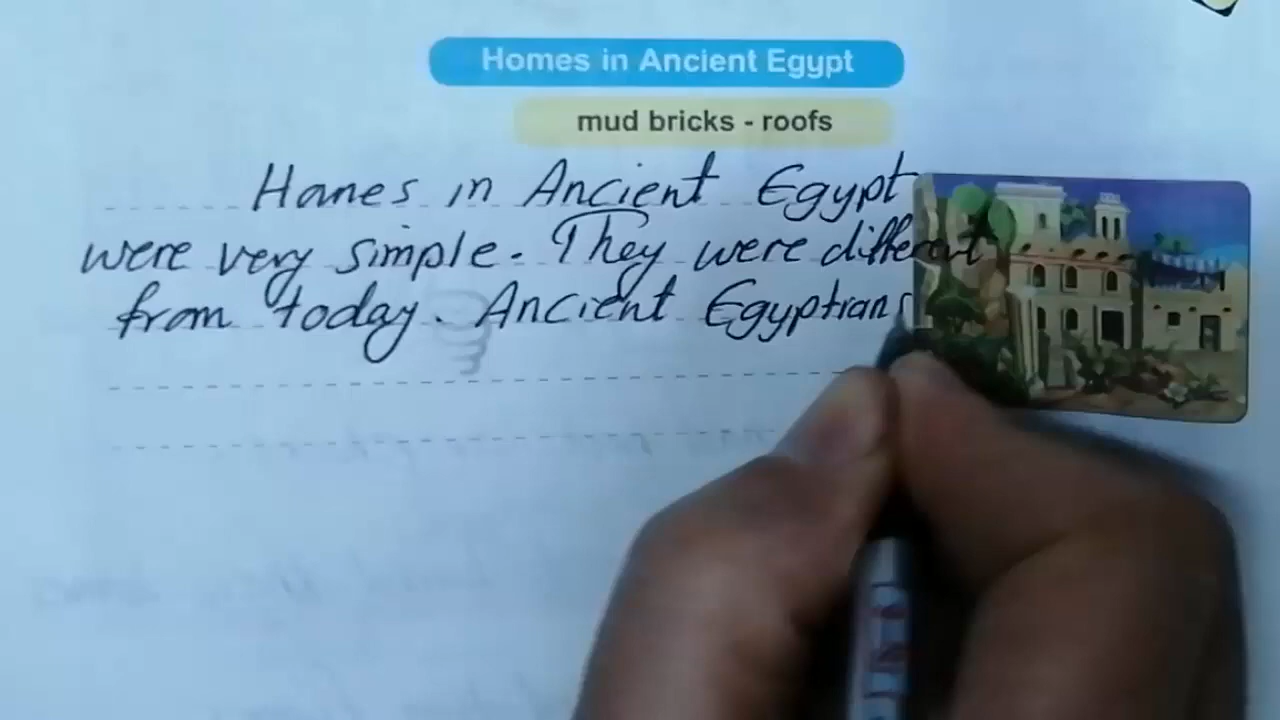 Homes in Ancient Egypt
mud bricks - roofs
Homes in Ancient Egypt
were very simple. They were different
from today. Ancient Egyptians